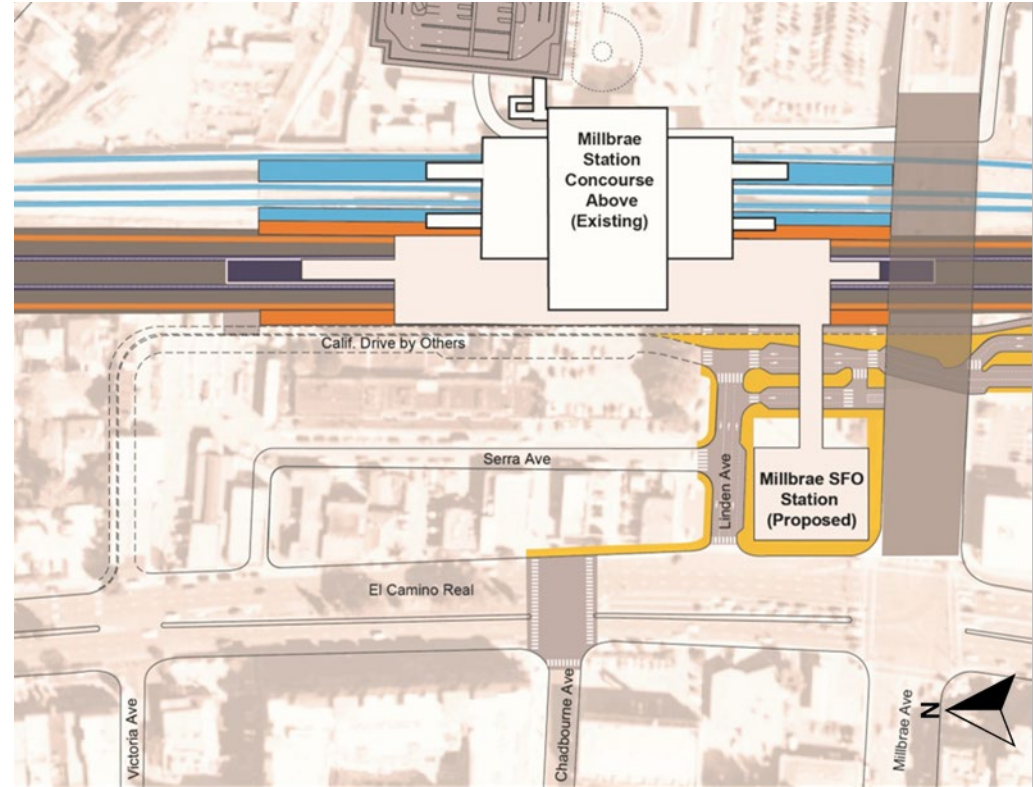 Millbrae
Station
Concourse
Above
(Existing)
Calif. Drive by Others
Serra Ave
Linden Ave
Millbrae SFO
Station
(Proposed)
El Camino Real
Victoria Ave
Chadbourne Ave
Millbrae Ave
N